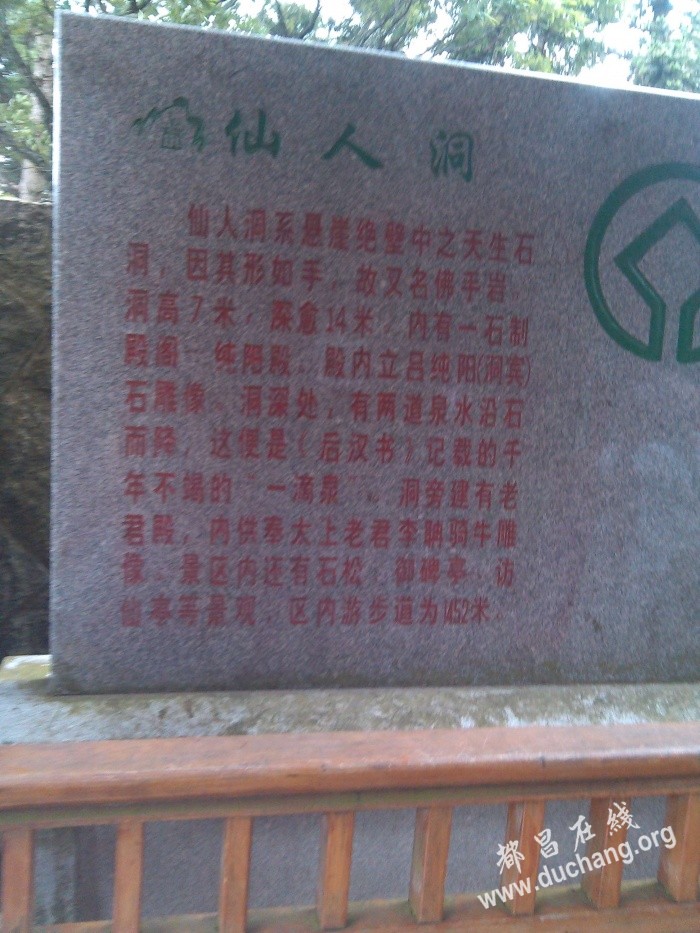 仙人洞
仙人洞系悬崖绝壁中之天生石
洞，因其形如手，故又名佛手岩。
洞高7米，深愈14米，内有一石制
殿阁—纯阳殿。殿内立吕纯阳(洞宾)
石雕像。洞深处，有两道泉水沿石
而降，这便是《后汉书》记载的千
年不竭的“一滴泉”。洞旁建有老
君殿，内供奉太上老君李聃骑牛雕
像。景区内还有石松、御碑亭、访
仙亭等景观，区内游步道为1452米。
都昌在线
www.duchang.org